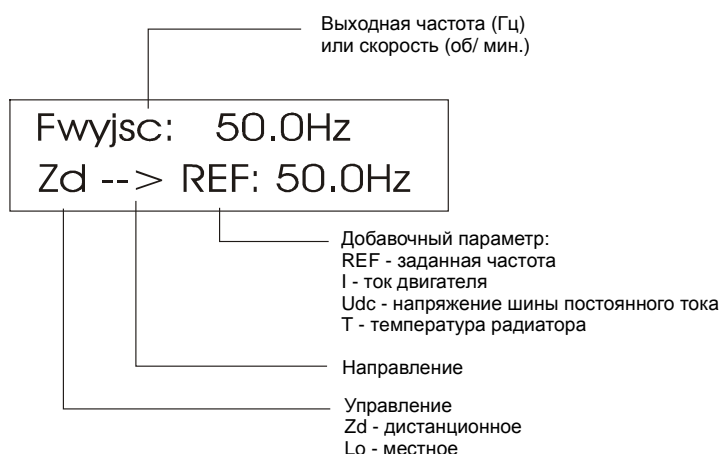 Выходная частота (Гц)
или скорость (об/ мин.)
Fwyjsc: 50.0Hz
Zd --> REF: 50.0Hz
Добавочный параметр:
REF - заданная частота
I - ток двигателя
Udc - напряжение шины постоянного тока
T - температура радиатора
Направление
Управление
Zd - дистанционное
Lo - местное